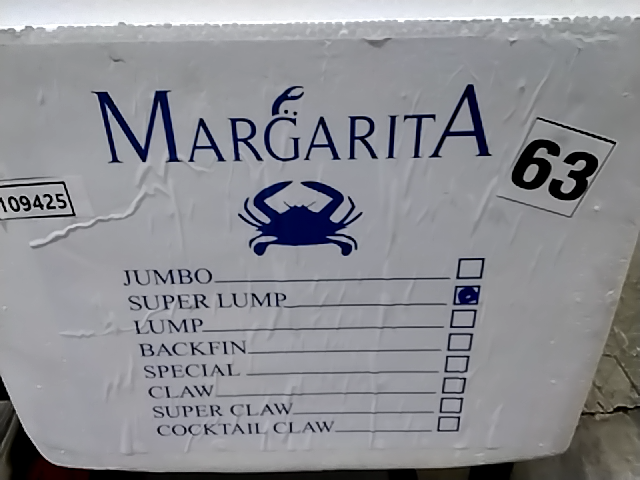 MARGARITA
63
109425
JUMBO
SUPER LUMP
LUMP
BACKFIN
SPECIAL
CLAW
SUPER CLAW
COCKTAIL CLAW